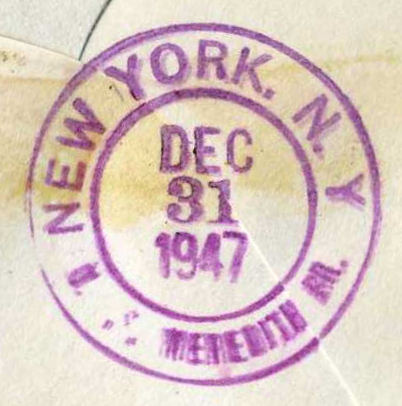 NEW YORK, N. Y
DEC
31
1947
MEREDITH